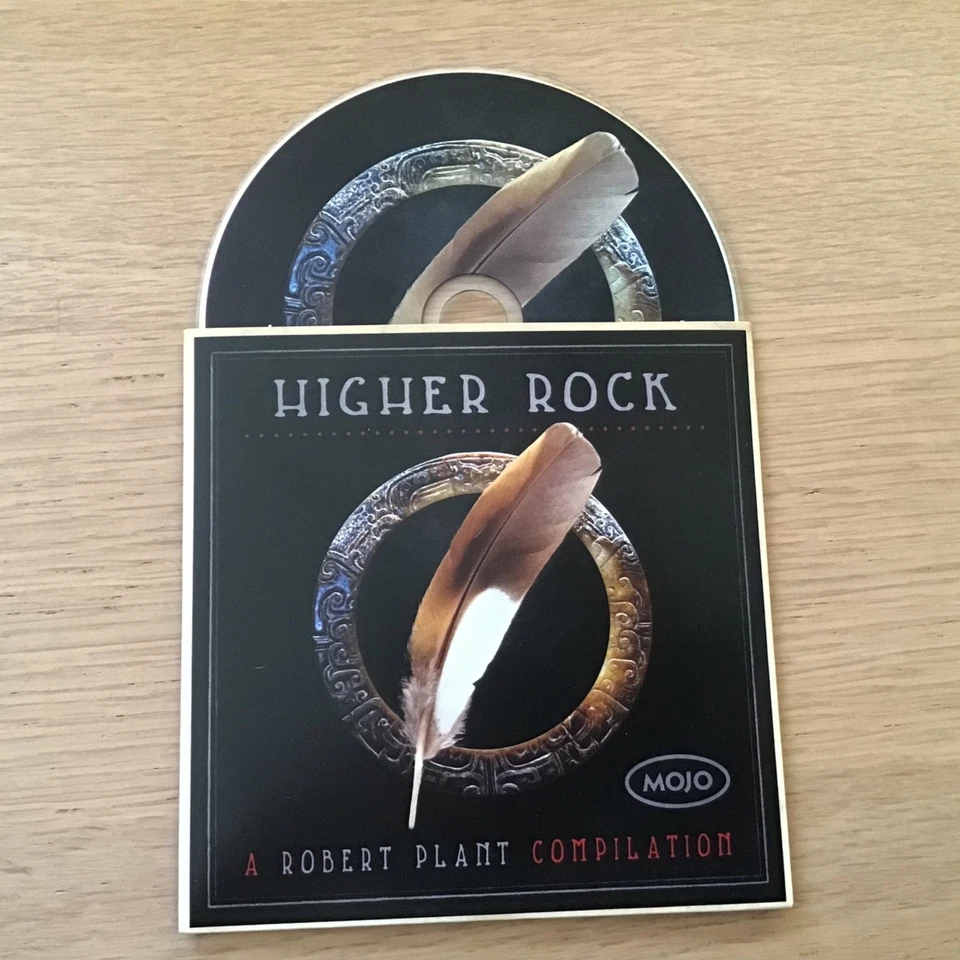 HIGHER ROCK
MOJO
A ROBERT PLANT COMPILATION